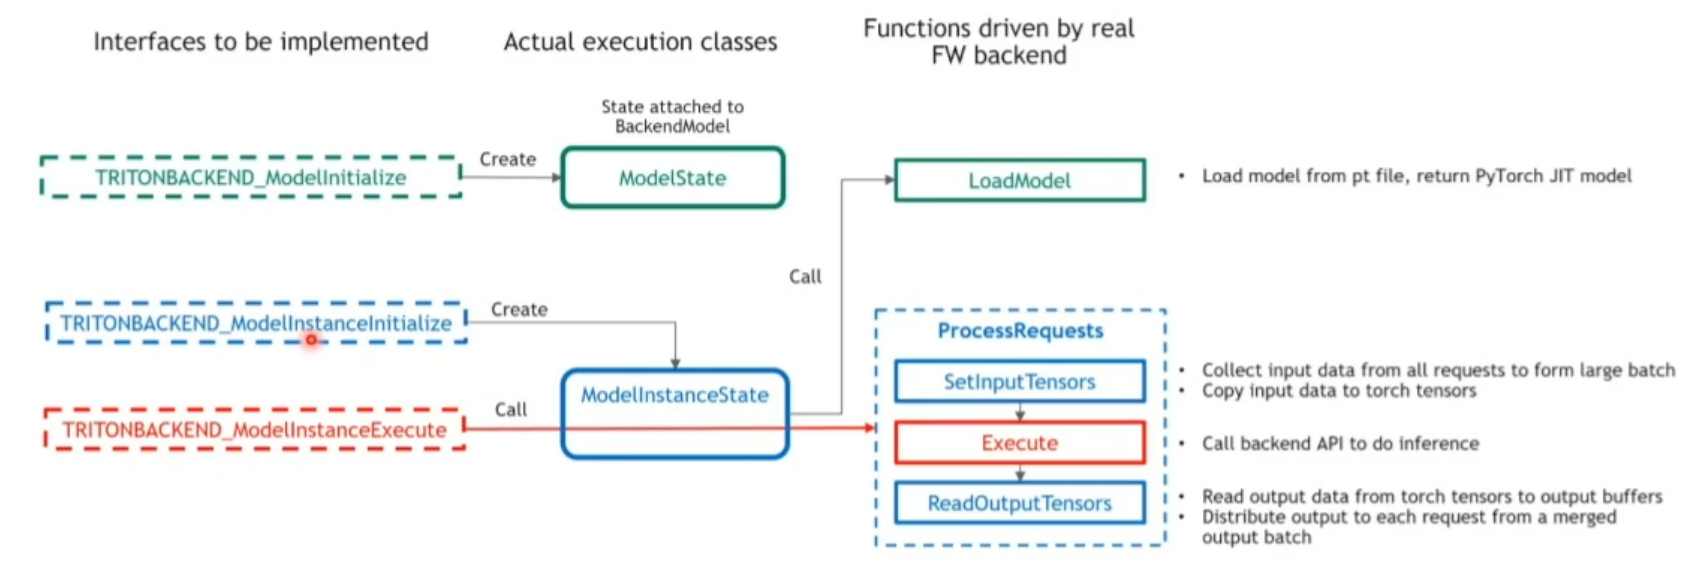 Interfaces to be implemented
Actual execution classes
Functions driven by real
FW backend
State attached to
BackendModel
TRITONBACKEND_ModelInitialize
Create
ModelState
LoadModel
• Load model from pt file, return PyTorch JIT model
Call
TRITONBACKEND_ModelInstanceInitialize
Create
ModelInstanceState
TRITONBACKEND_ModelInstanceExecute
Call
ProcessRequests
SetInputTensors
• Collect input data from all requests to form large batch
• Copy input data to torch tensors
Execute
• Call backend API to do inference
ReadOutputTensors
• Read output data from torch tensors to output buffers
• Distribute output to each request from a merged
output batch